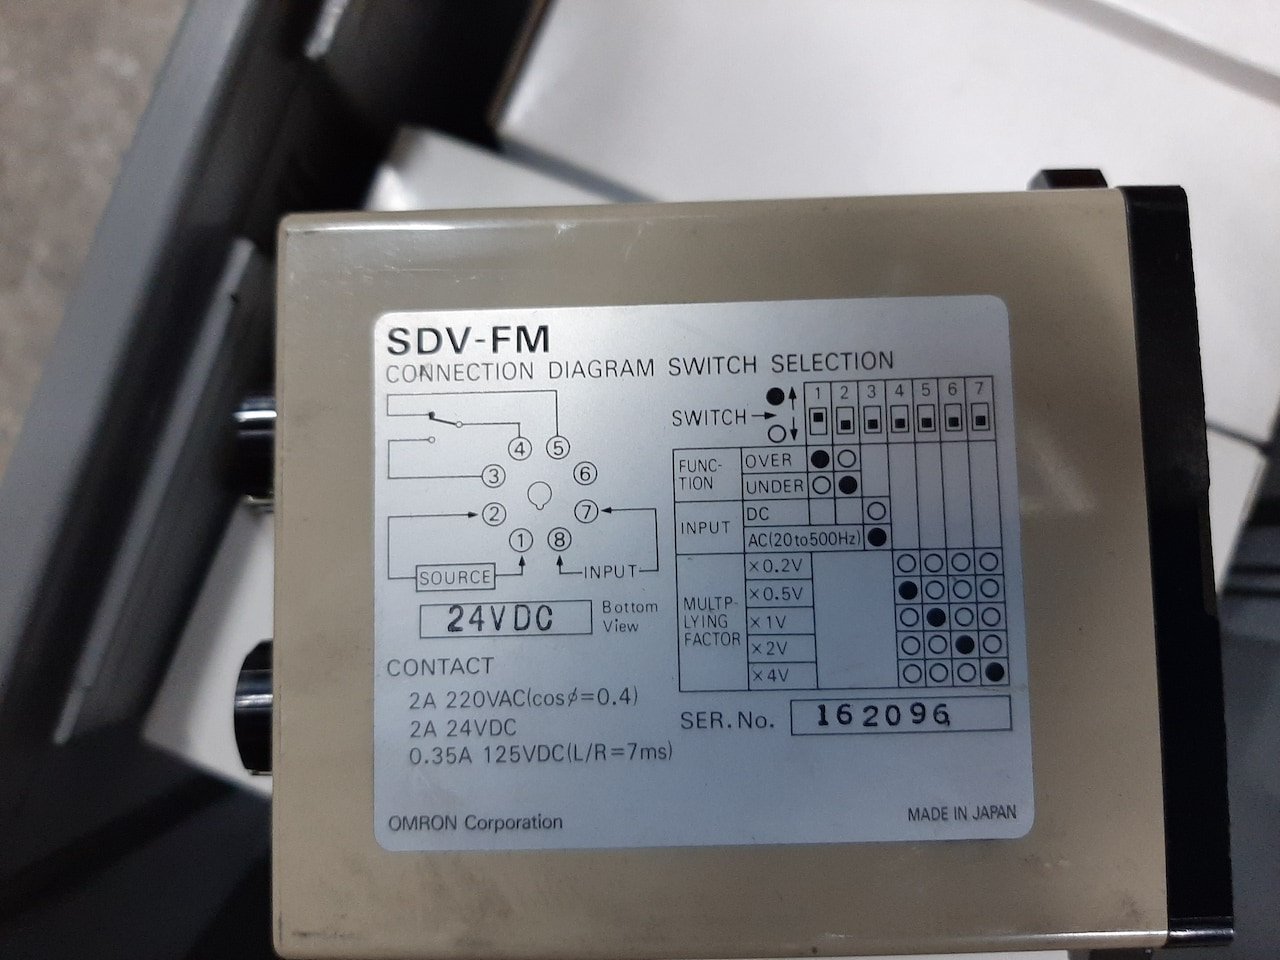 SDV-FM
CONNECTION DIAGRAM SWITCH SELECTION
SWITCH 1 2 3 4 5 6 7
4 5
3 6
2 7
1 8
SOURCE
INPUT
24VDC
Bottom
View
FUNC-
TION
OVER
UNDER
INPUT
DC
AC(20to500Hz)
MULTP-
LYING
FACTOR
×0.2V
×0.5V
×1V
×2V
×4V
CONTACT
2A 220VAC(cosφ=0.4)
2A 24VDC
0.35A 125VDC(L/R=7ms)
SER.No. 162096
OMRON Corporation
MADE IN JAPAN